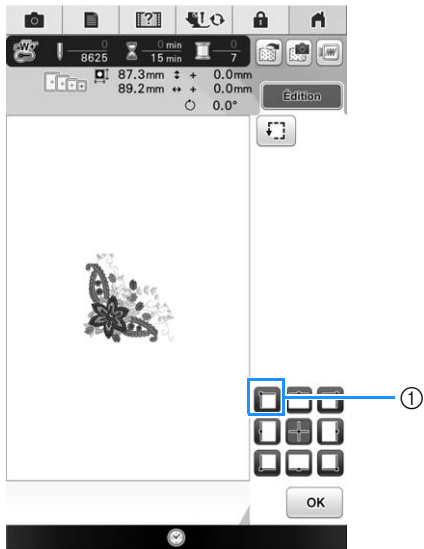 0 0 min 0
8625 15 min 7
87.3mm + 0.0mm
89.2mm + 0.0mm
0.0°
Édition
①
OK